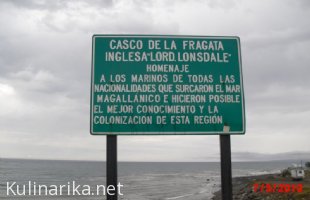 CASCO DE LA FRAGATA
INGLESA "LORD LONSDALE"
HOMENAJE
A LOS MARINOS DE TODAS LAS
NACIONALIDADES QUE SURCARON EL MAR
MAGALLANICO E HICIERON POSIBLE
EL MEJOR CONOCIMIENTO Y LA
COLONIZACION DE ESTA REGION
Kulinarika.net